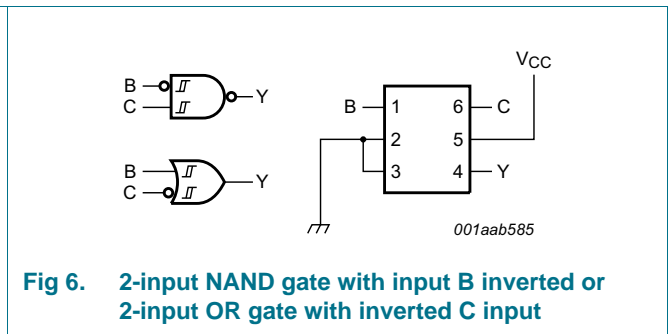 B
C
Y
B
C
Y
VCC
B 1 6 C
2 5
3 4 Y
001aab585
Fig 6. 2-input NAND gate with input B inverted or
2-input OR gate with inverted C input